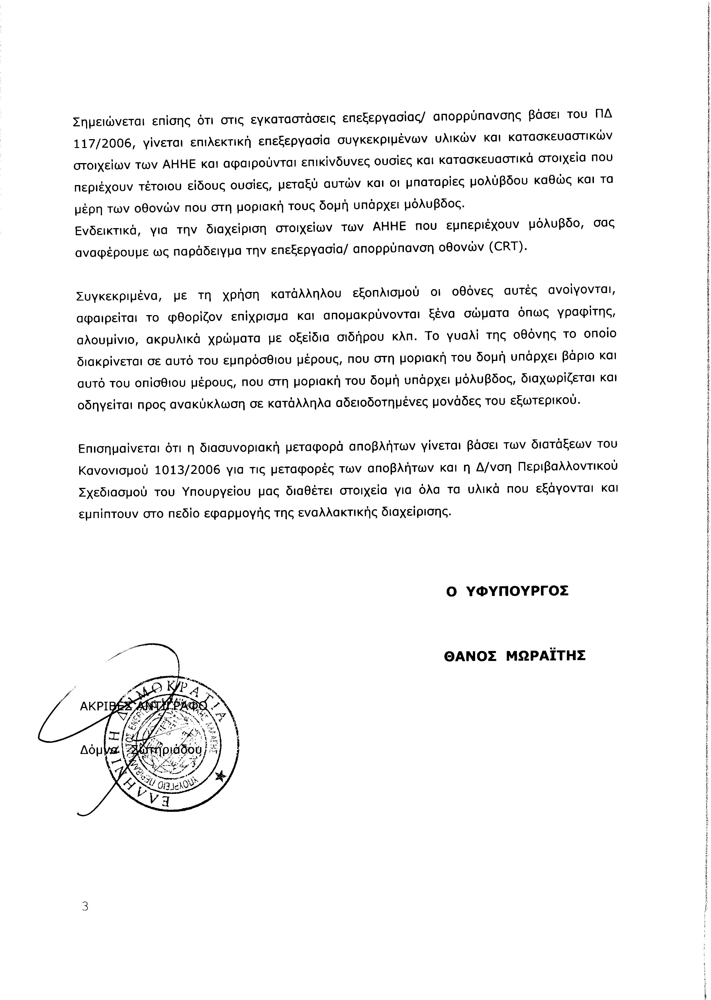 Σημειώνεται επίσης ότι στις εγκαταστάσεις επεξεργασίας/ απορρύπανσης βάσει του ΠΔ
117/2006, γίνεται επιλεκτική επεξεργασία συγκεκριμένων υλικών και κατασκευαστικών
στοιχείων των ΑΗΗΕ και αφαιρούνται επικίνδυνες ουσίες και κατασκευαστικά στοιχεία που
περιέχουν τέτοιου είδους ουσίες, μεταξύ αυτών και οι μπαταρίες μολύβδου καθώς και τα
μέρη των οθονών που στη μοριακή τους δομή υπάρχει μόλυβδος.
Ενδεικτικά, για την διαχείριση στοιχείων των ΑΗΗΕ που εμπεριέχουν μόλυβδο, σας
αναφέρουμε ως παράδειγμα την επεξεργασία/ απορρύπανση οθονών (CRT).
Συγκεκριμένα, με τη χρήση κατάλληλου εξοπλισμού οι οθόνες αυτές ανοίγονται,
αφαιρείται το φθορίζον επίχρισμα και απομακρύνονται ξένα σώματα όπως γραφίτης,
αλουμίνιο, ακρυλικά χρώματα με οξείδια σιδήρου κλπ. Το γυαλί της οθόνης το οποίο
διακρίνεται σε αυτό του εμπρόσθιου μέρους, που στη μοριακή του δομή υπάρχει βάριο και
αυτό του οπίσθιου μέρους, που στη μοριακή του δομή υπάρχει μόλυβδος, διαχωρίζεται και
οδηγείται προς ανακύκλωση σε κατάλληλα αδειοδοτημένες μονάδες του εξωτερικού.
Επισημαίνεται ότι η διασυνοριακή μεταφορά αποβλήτων γίνεται βάσει των διατάξεων του
Κανονισμού 1013/2006 για τις μεταφορές των αποβλήτων και η Δ/νση Περιβαλλοντικού
Σχεδιασμού του Υπουργείου μας διαθέτει στοιχεία για όλα τα υλικά που εξάγονται και
εμπίπτουν στο πεδίο εφαρμογής της εναλλακτικής διαχείρισης.
Ο ΥΦΥΠΟΥΡΓΟΣ
ΘΑΝΟΣ ΜΩΡΑΪΤΗΣ
ΑΚΡΙΒΕΣ ΑΝΤΙΓΡΑΦΟ
Δόμνα Σωτηριάδου
ΕΛΛΗΝΙΚΗ ΔΗΜΟΚΡΑΤΙΑ
ΥΠΟΥΡΓΕΙΟ ΠΕΡΙΒΑΛΛΟΝΤΟΣ ΕΝΕΡΓΕΙΑΣ
ΑΛΛΑΓΗΣ
3